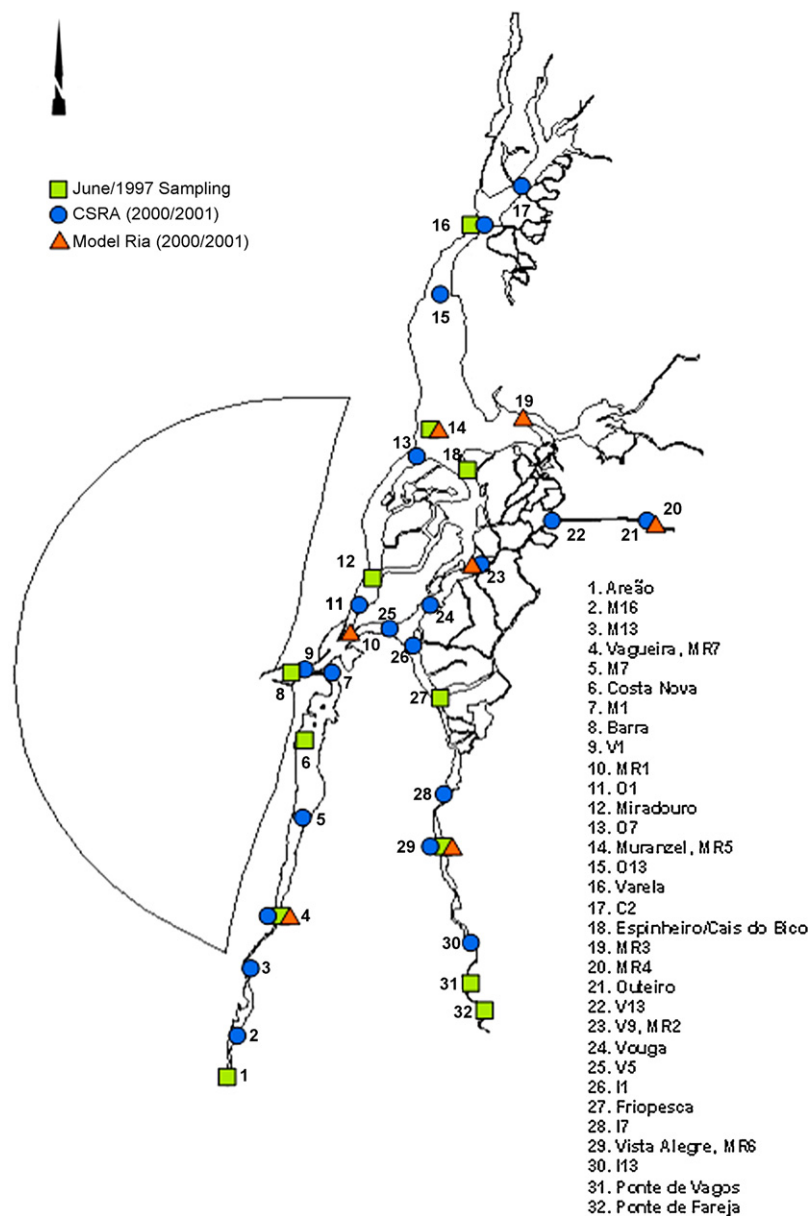 N
June/1997 Sampling
CSRA (2000/2001)
Model Ria (2000/2001)
17
16
15
19
14
13
18
20
22
21
12
23
11
24
25
10
26
9
8
7
27
6
28
5
29
4
30
3
31
32
2
1
1. Areão
2. M16
3. M13
4. Vagueira, MR7
5. M7
6. Costa Nova
7. M1
8. Barra
9. V1
10. MR1
11. O1
12. Miradouro
13. O7
14. Muranzel, MR5
15. O13
16. Varela
17. C2
18. Espinheiro/Cais do Bico
19. MR3
20. MR4
21. Outeiro
22. V13
23. V9, MR2
24. Vouga
25. V5
26. I1
27. Friopesca
28. I7
29. Vista Alegre, MR6
30. I13
31. Ponte de Vagos
32. Ponte de Fareja